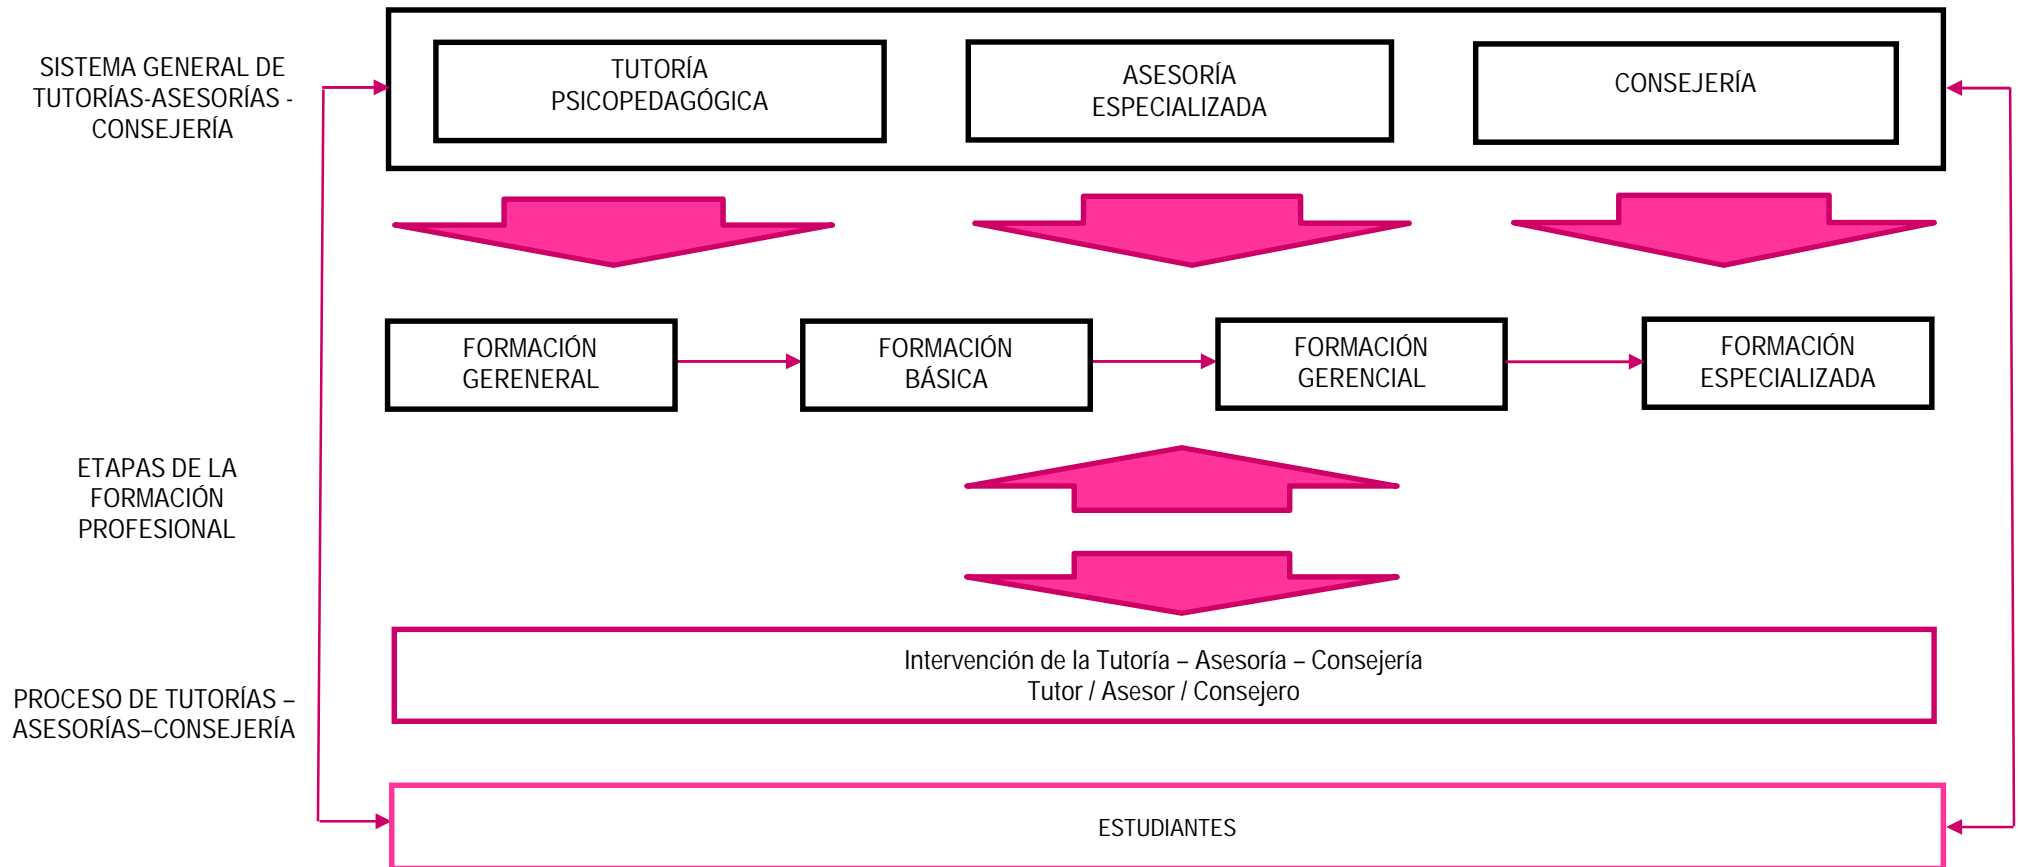 SISTEMA GENERAL DE
TUTORÍAS-ASESORÍAS -
CONSEJERÍA
TUTORÍA
PSICOPEDAGÓGICA
ASESORÍA
ESPECIALIZADA
CONSEJERÍA
FORMACIÓN
GERENERAL
FORMACIÓN
BÁSICA
FORMACIÓN
GERENCIAL
FORMACIÓN
ESPECIALIZADA
ETAPAS DE LA
FORMACIÓN
PROFESIONAL
Intervención de la Tutoría – Asesoría – Consejería
Tutor / Asesor / Consejero
PROCESO DE TUTORÍAS –
ASESORÍAS–CONSEJERÍA
ESTUDIANTES